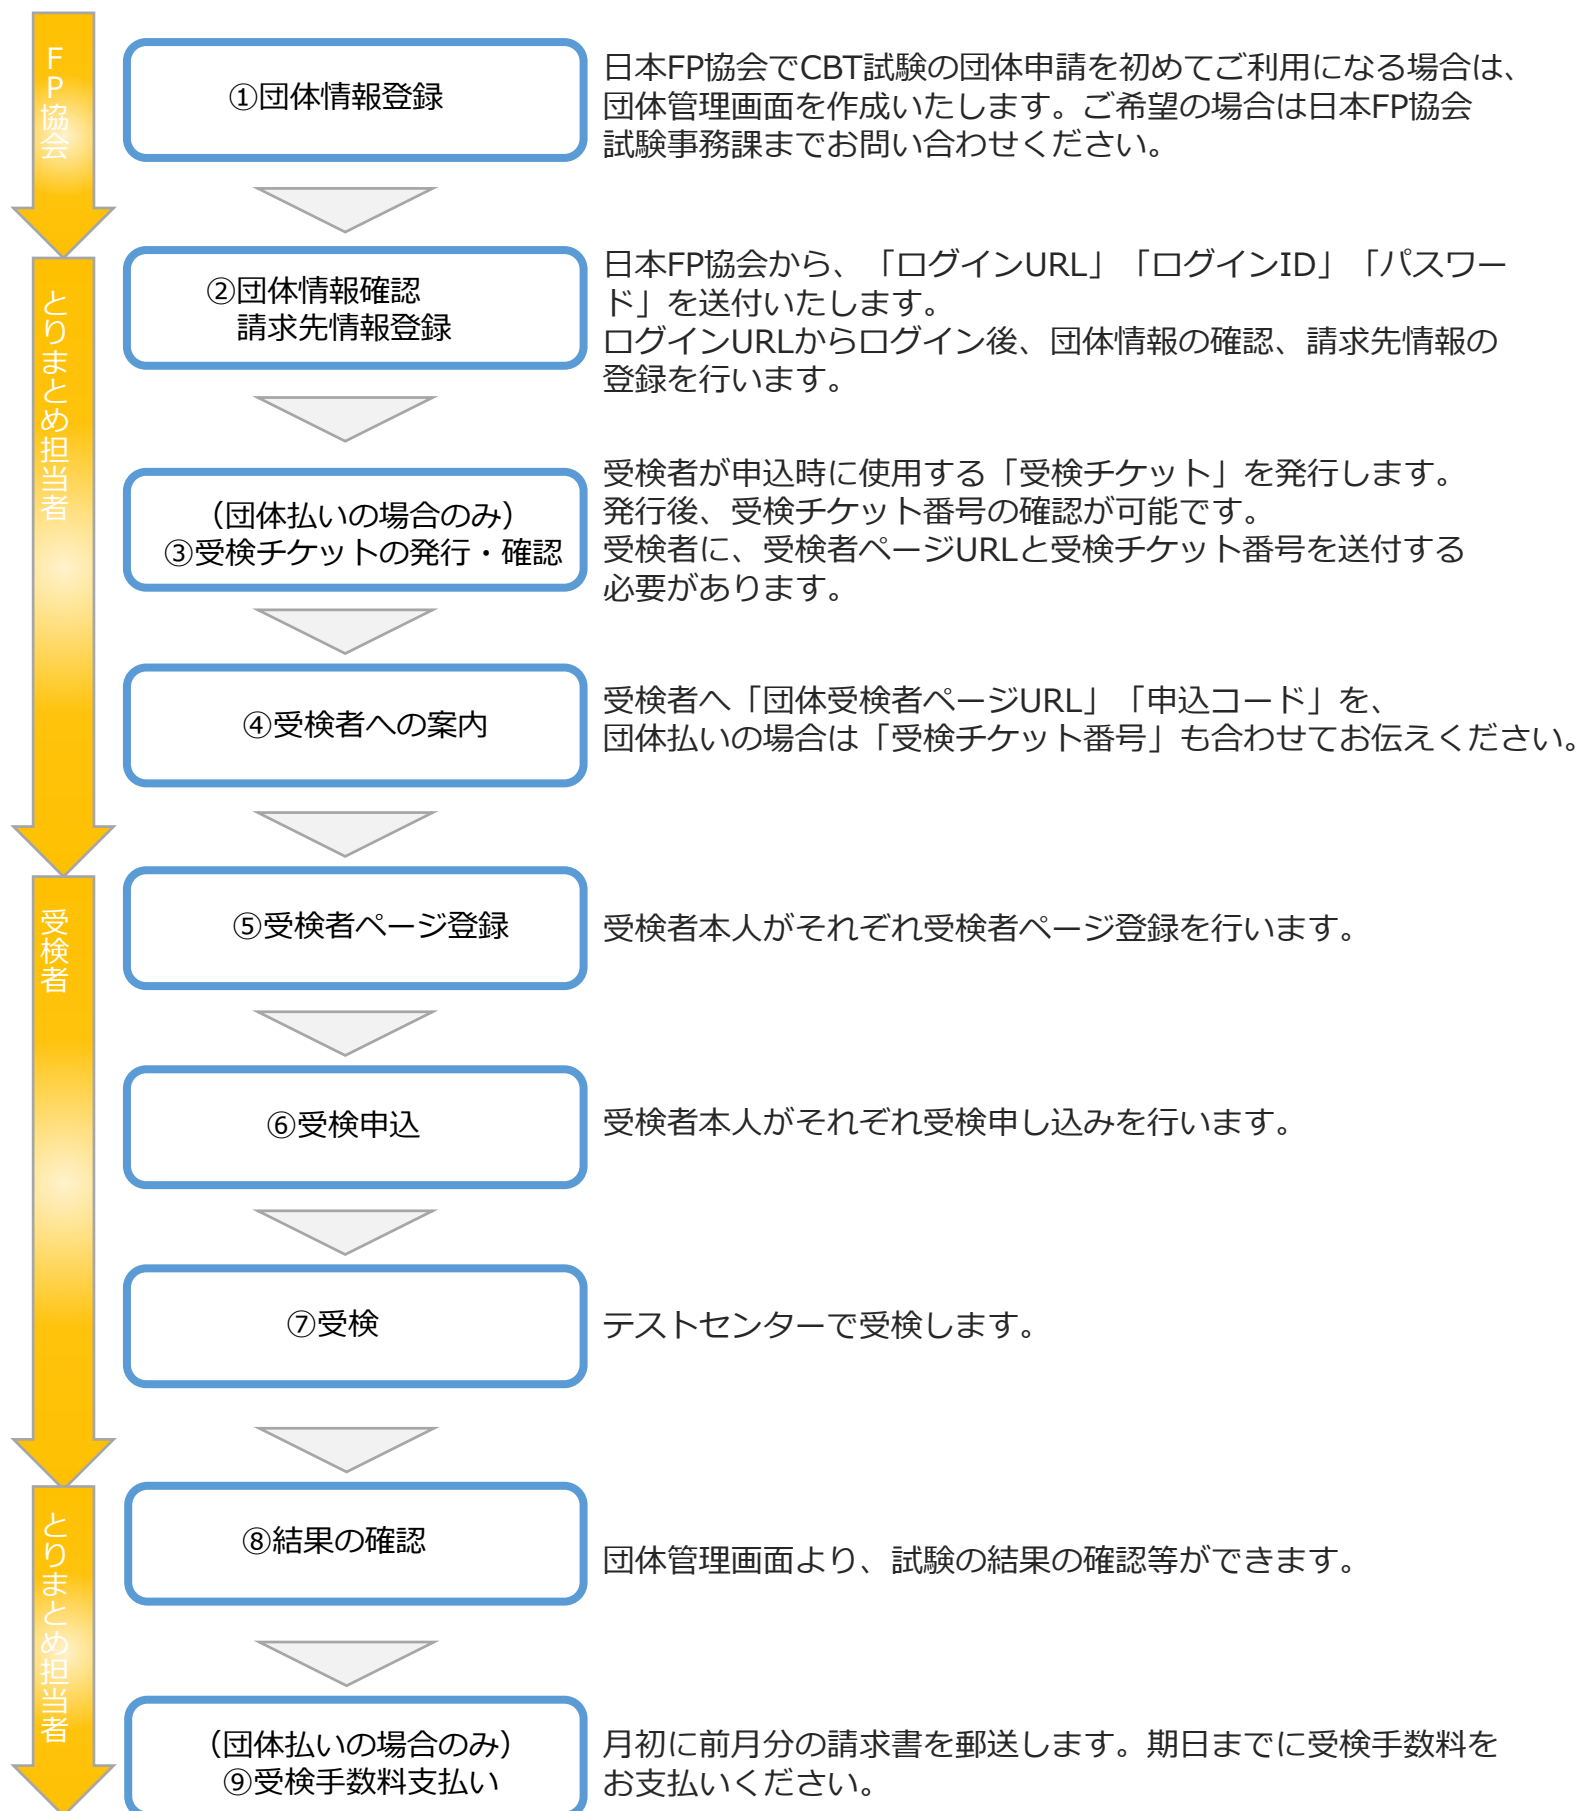 FP協会
①団体情報登録
日本FP協会でCBT試験の団体申請を初めてご利用になる場合は、
団体管理画面を作成いたします。ご希望の場合は日本FP協会
試験事務課までお問い合わせください。
とりまとめ担当者
②団体情報確認
請求先情報登録
日本FP協会から、「ログインURL」「ログインID」「パスワー
ド」を送付いたします。
ログインURLからログイン後、団体情報の確認、請求先情報の
登録を行います。
（団体払いの場合のみ）
③受検チケットの発行・確認
受検者が申込時に使用する「受検チケット」を発行します。
発行後、受検チケット番号の確認が可能です。
受検者に、受検者ページURLと受検チケット番号を送付する
必要があります。
④受検者への案内
受検者へ「団体受検者ページURL」「申込コード」を、
団体払いの場合は「受検チケット番号」も合わせてお伝えください。
受検者
⑤受検者ページ登録
受検者本人がそれぞれ受検者ページ登録を行います。
⑥受検申込
受検者本人がそれぞれ受検申し込みを行います。
⑦受検
テストセンターで受検します。
とりまとめ担当者
⑧結果の確認
団体管理画面より、試験の結果の確認等ができます。
（団体払いの場合のみ）
⑨受検手数料支払い
月初に前月分の請求書を郵送します。期日までに受検手数料を
お支払いください。